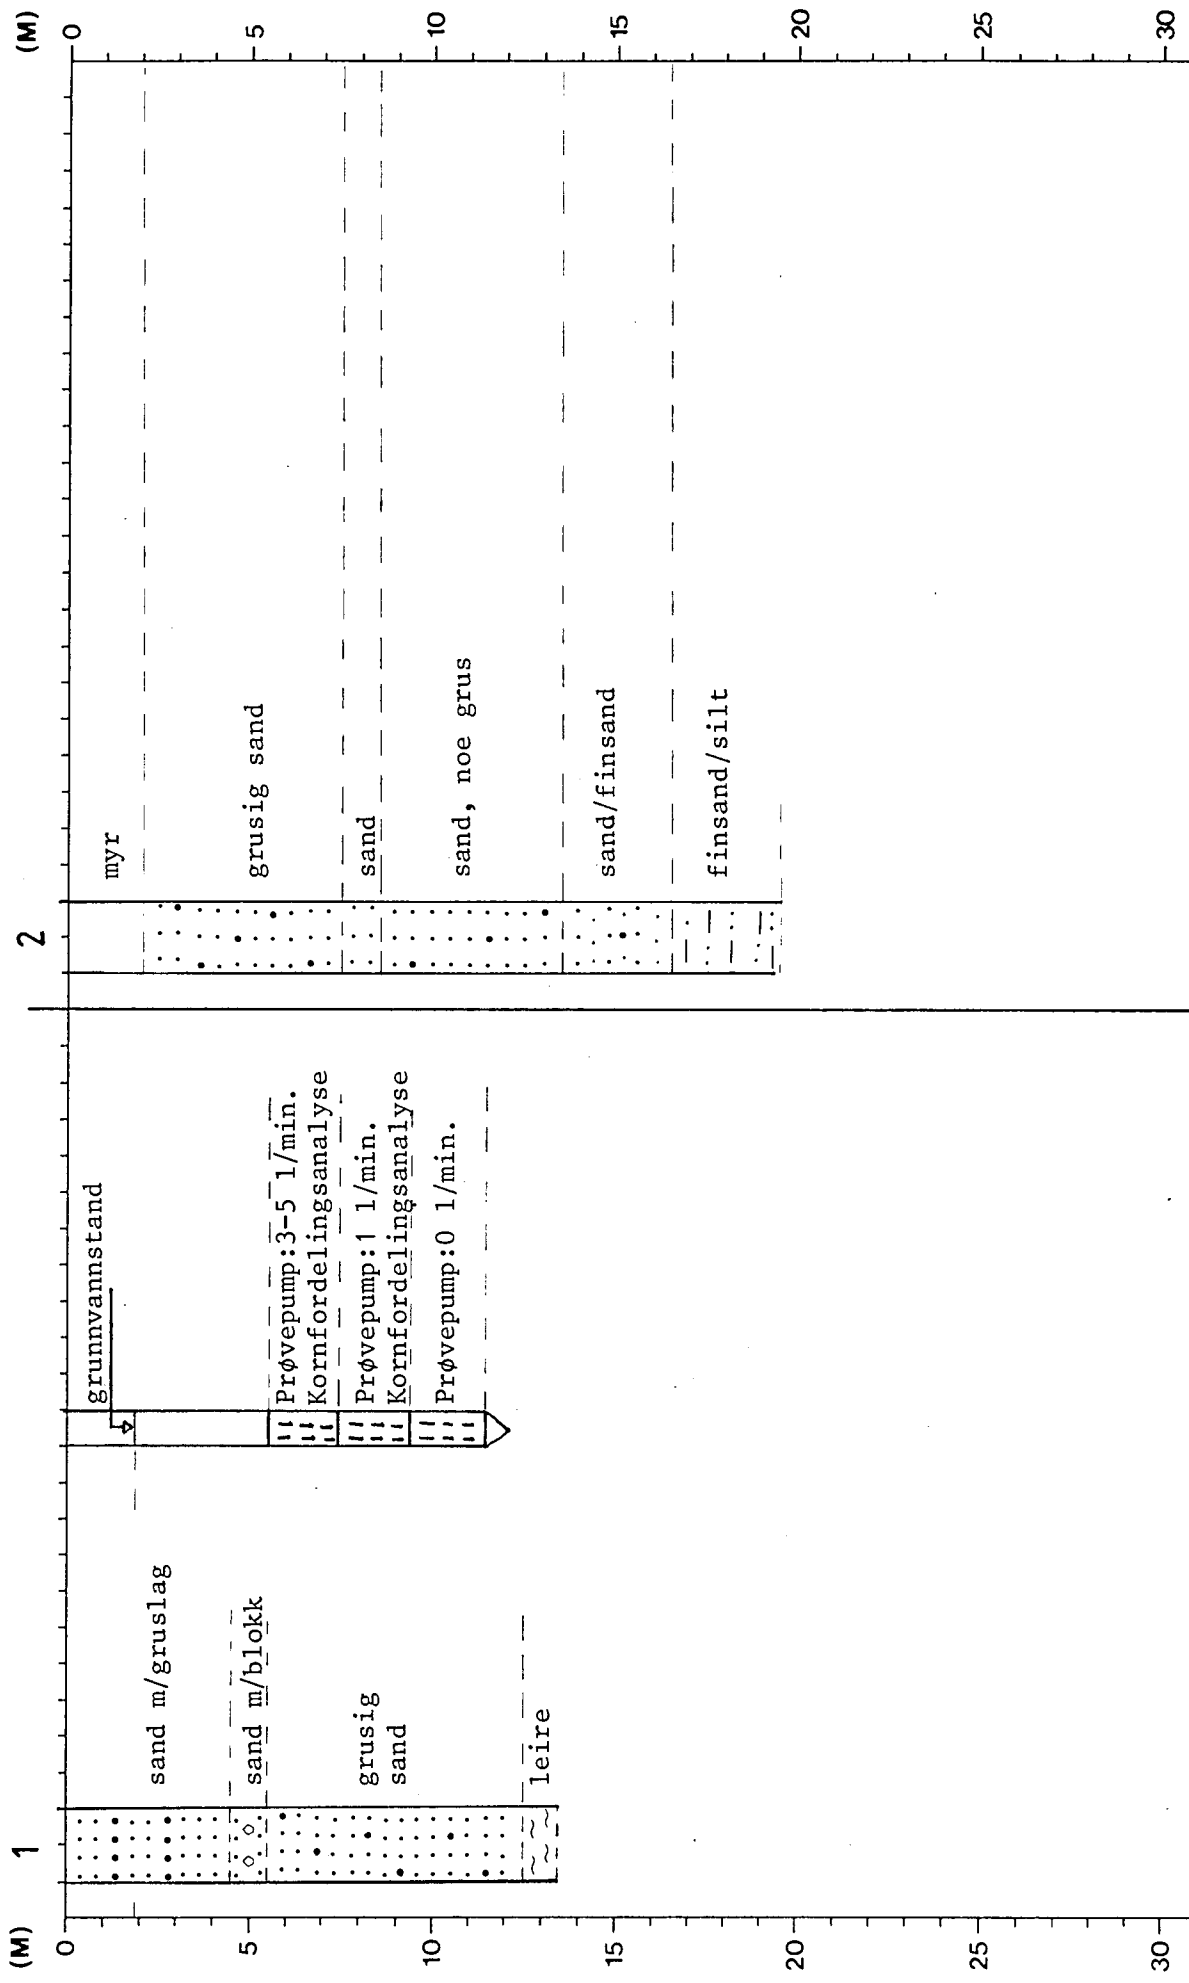 (M)
1
2
(M)
0
5
10
15
20
25
30
sand m/gruslag
sand m/blokk
grusig
sand
leire
grunnvannstand
Prøvepump:3-5 l/min.
Kornfordelingsanalyse
Prøvepump:1 l/min.
Kornfordelingsanalyse
Prøvepump:0 l/min.
myr
grusig sand
sand
sand, noe grus
sand/finsand
finsand/silt
0
5
10
15
20
25
30